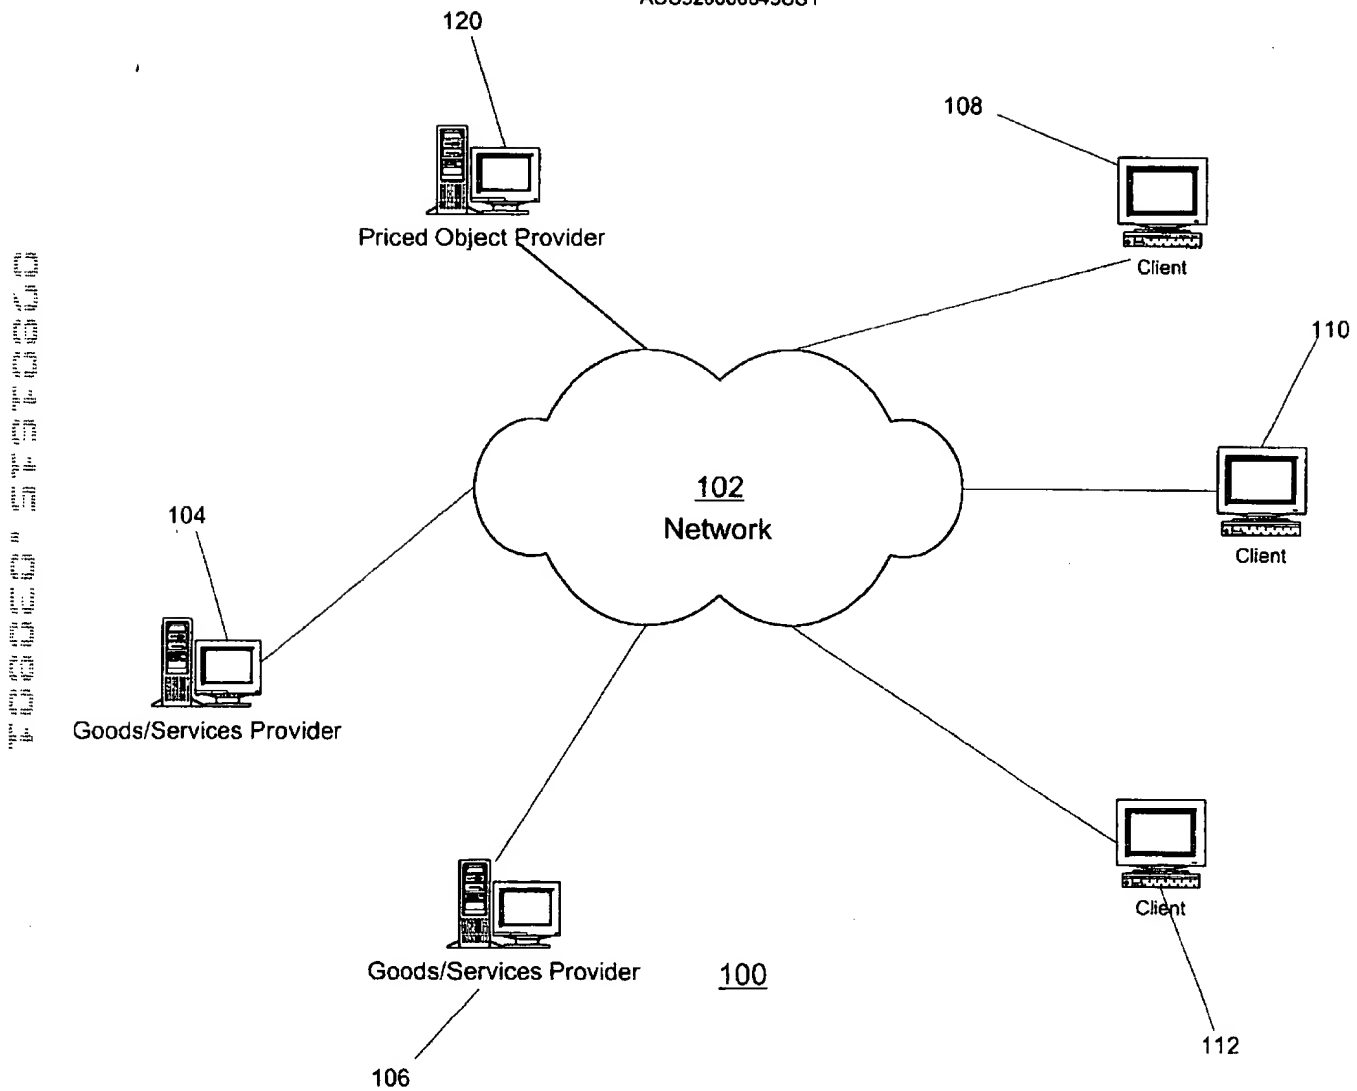 120
108
Priced Object Provider
Client
110
102
Network
Client
104
Goods/Services Provider
Client
Goods/Services Provider
100
112
106